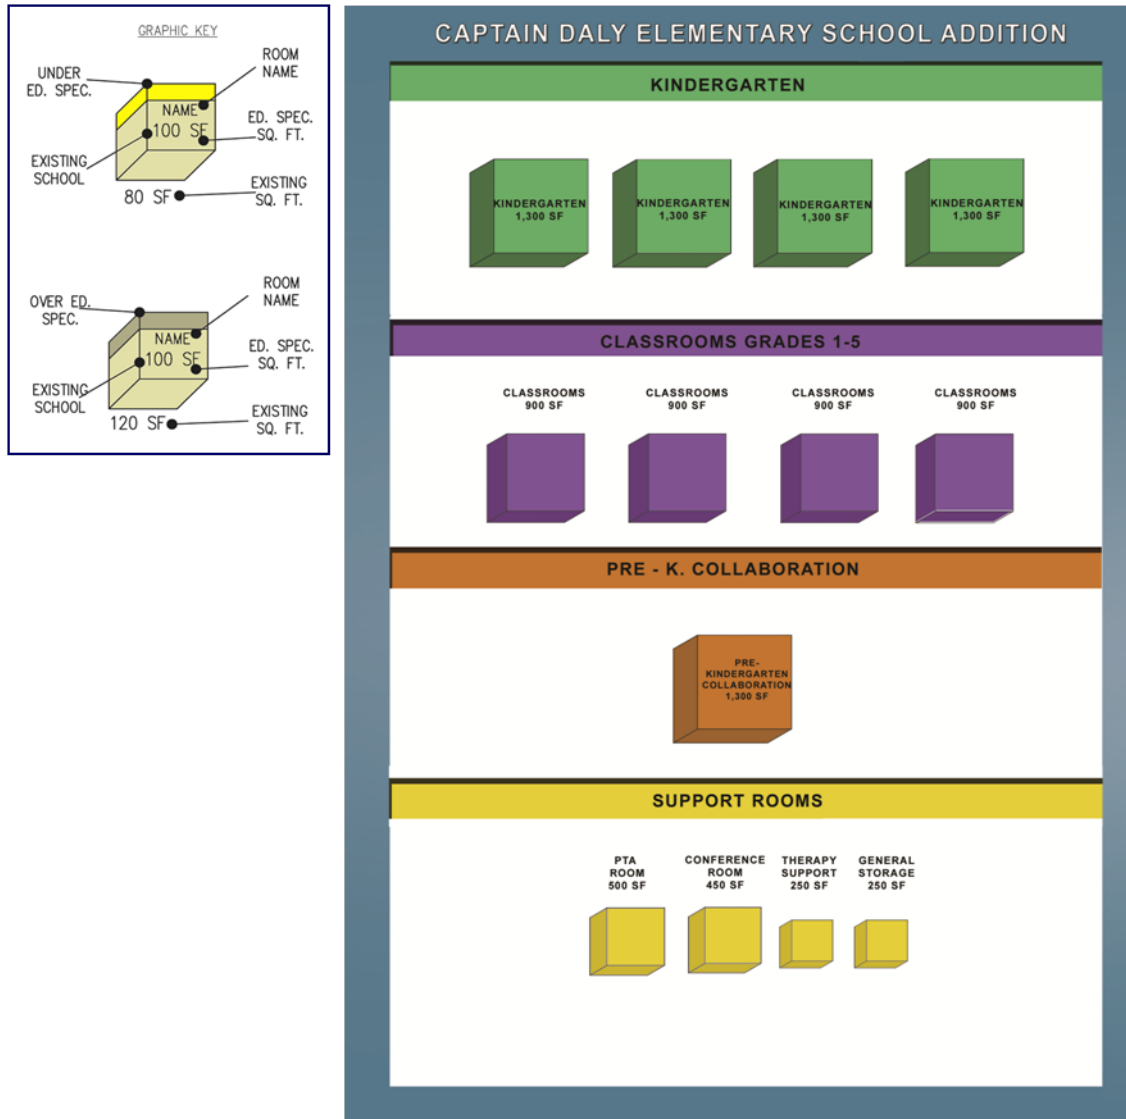 GRAPHIC KEY
UNDER
ED. SPEC.
ROOM
NAME
NAME
100 SF
ED. SPEC.
SQ. FT.
EXISTING
SCHOOL
80 SF
EXISTING
SQ. FT.
OVER ED.
SPEC.
ROOM
NAME
NAME
100 SF
ED. SPEC.
SQ. FT.
EXISTING
SCHOOL
120 SF
EXISTING
SQ. FT.
CAPTAIN DALY ELEMENTARY SCHOOL ADDITION
KINDERGARTEN
KINDERGARTEN
1,300 SF
KINDERGARTEN
1,300 SF
KINDERGARTEN
1,300 SF
KINDERGARTEN
1,300 SF
CLASSROOMS GRADES 1-5
CLASSROOMS
900 SF
CLASSROOMS
900 SF
CLASSROOMS
900 SF
CLASSROOMS
900 SF
PRE - K. COLLABORATION
PRE-
KINDERGARTEN
COLLABORATION
1,300 SF
SUPPORT ROOMS
PTA
ROOM
500 SF
CONFERENCE
ROOM
450 SF
THERAPY
SUPPORT
250 SF
GENERAL
STORAGE
250 SF